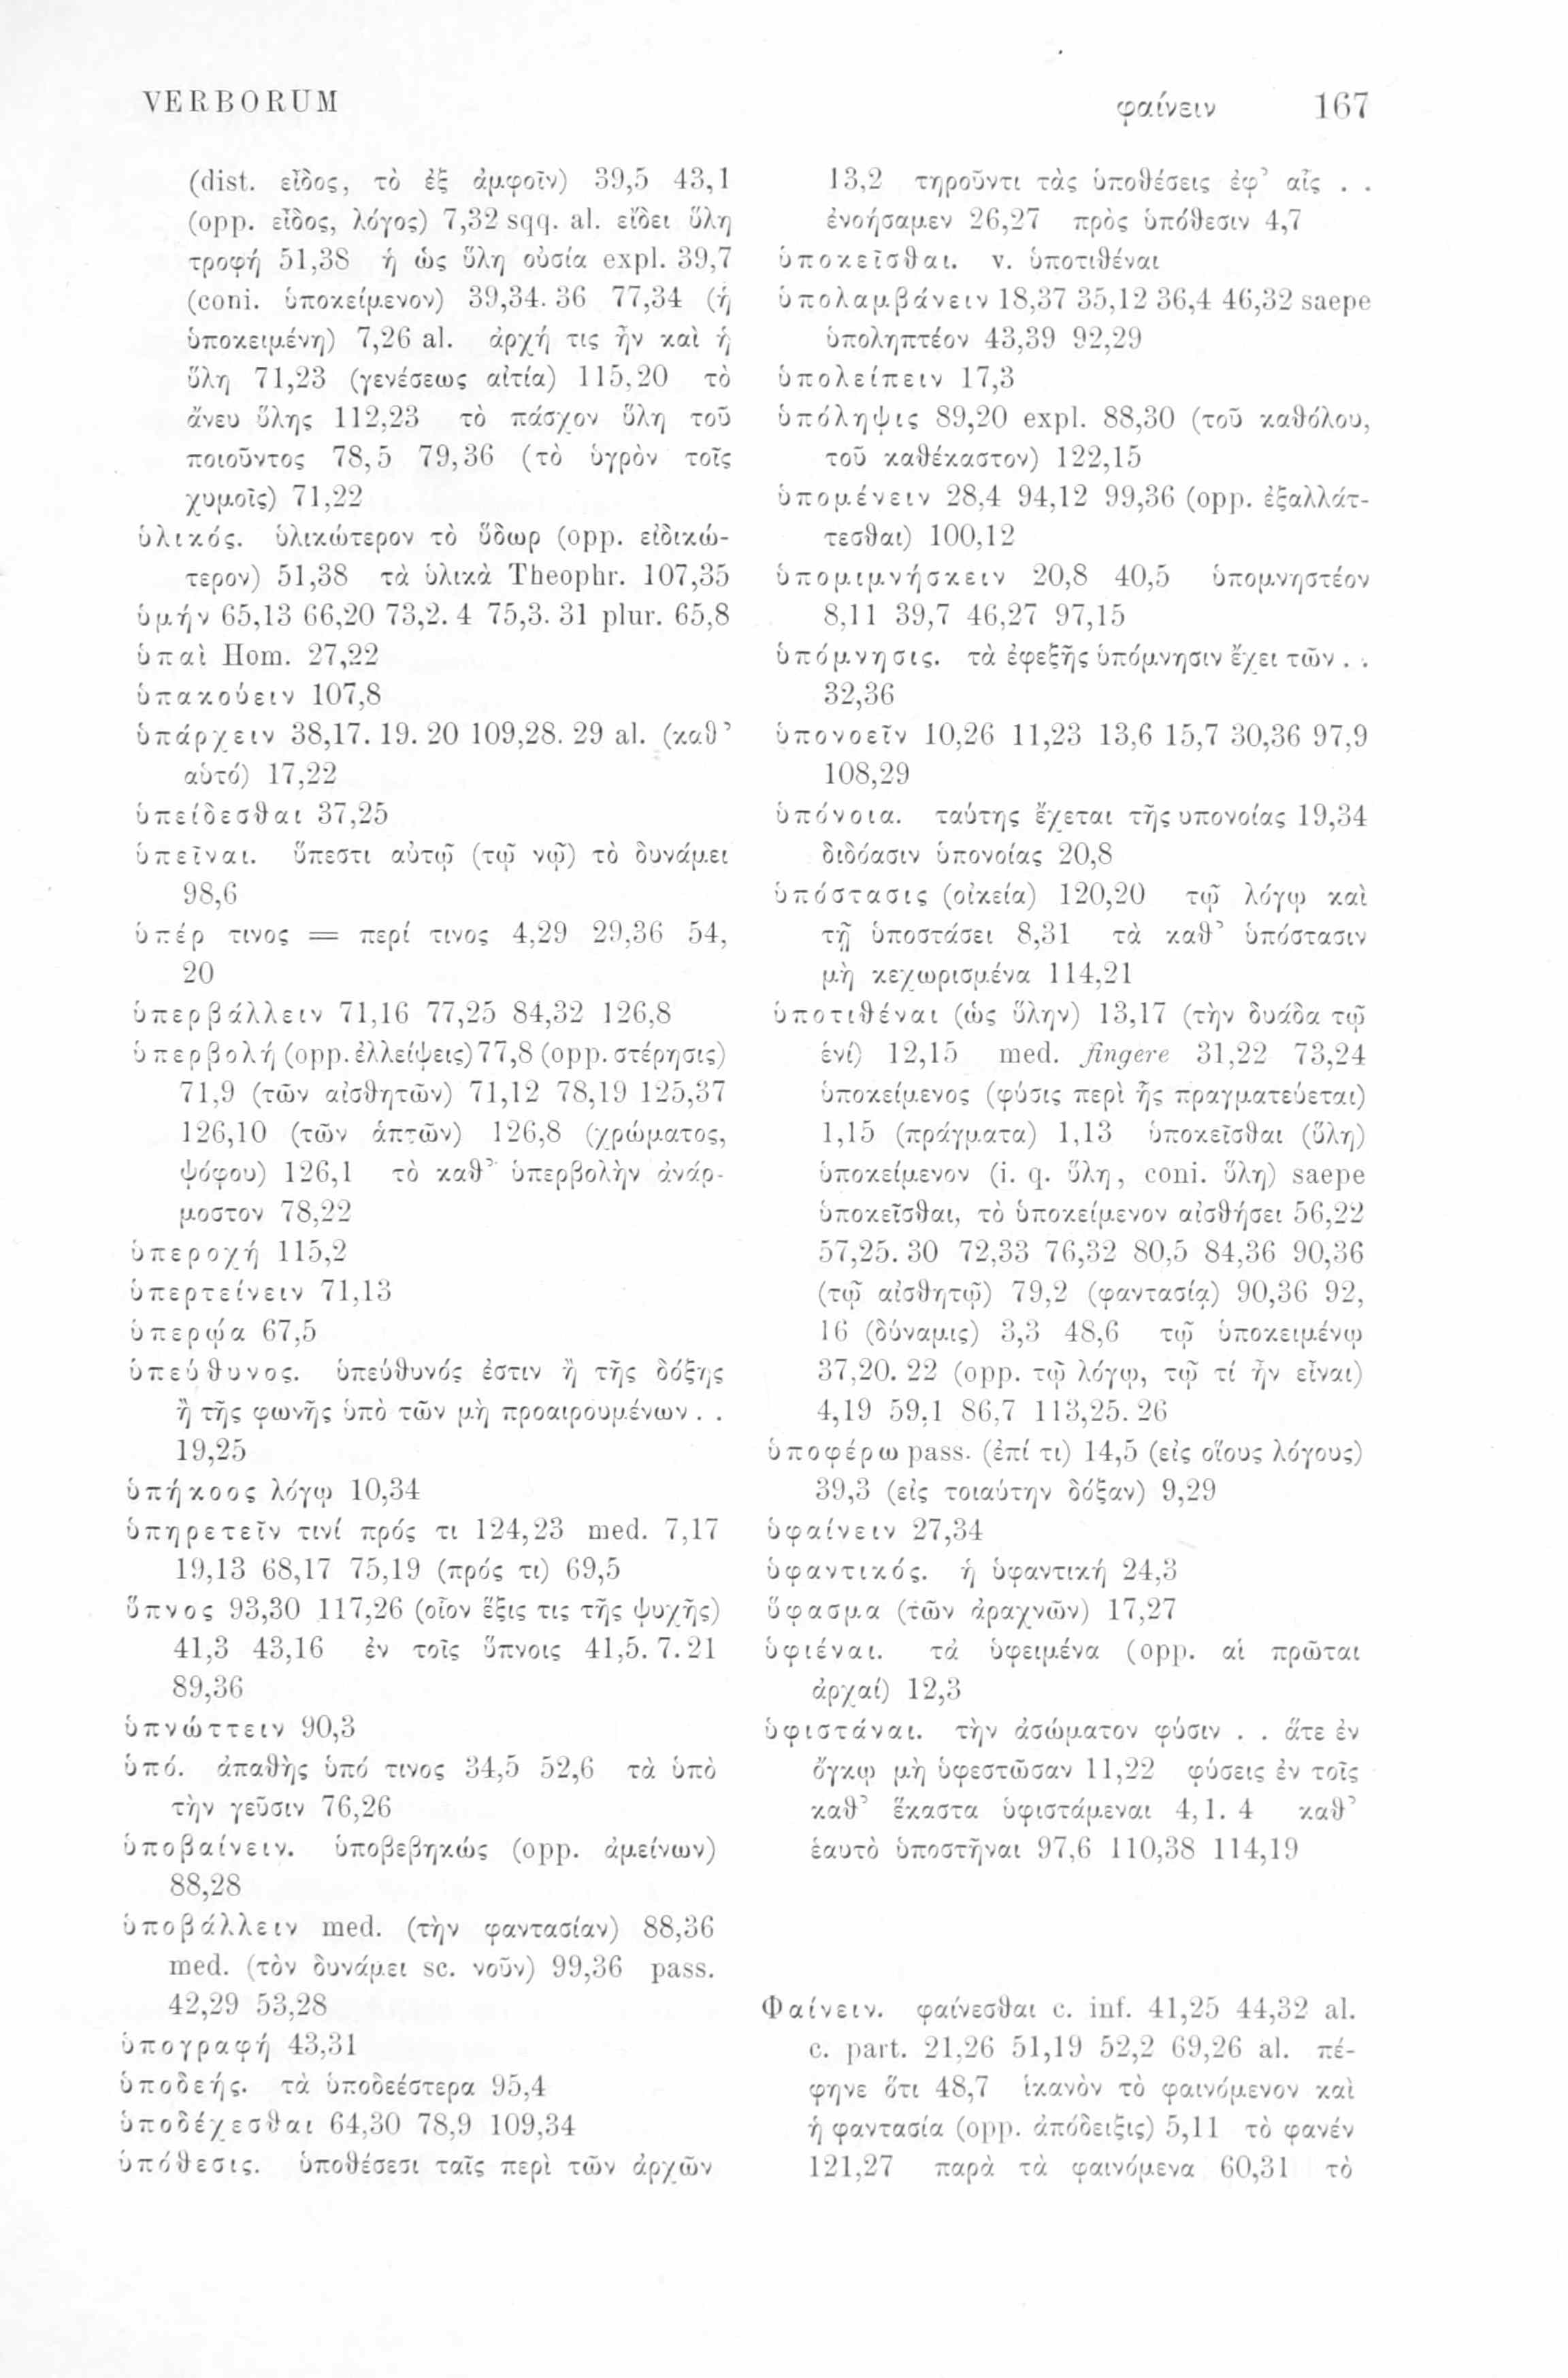 VERBORUM
φαίνειν 167
(dist. εἶδος, τὸ ἐξ ἀμφοῖν) 39,5 43,1
(opp. εἶδος, λόγος) 7,32 sqq. al. εἴδει ὕλη
τροφή 51,38 ἡ ὡς ὕλη οὐσία expl. 39,7
(coni. ὑποκείμενον) 39,34. 36 77,34 (ἡ
ὑποκειμένη) 7,26 al. ἀρχή τις ἦν καὶ ἡ
ὕλη 71,23 (γενέσεως αἰτία) 115,20 τὸ
ἄνευ ὕλης 112,23 τὸ πάσχον ὕλη τοῦ
ποιοῦντος 78,5 79,36 (τὸ ὑγρὸν τοῖς
χυμοῖς) 71,22
ὑλικός. ὑλικώτερον τὸ ὕδωρ (opp. εἰδικώ-
τερον) 51,38 τὰ ὑλικὰ Theophr. 107,35
ὑμήν 65,13 66,20 73,2. 4 75,3. 31 plur. 65,8
ὑπαὶ Hom. 27,22
ὑπακούειν 107,8
ὑπάρχειν 38,17. 19. 20 109,28. 29 al. (καθ’
αὑτό) 17,22
ὑπείδεσθαι 37,25
ὑπεῖναι. ὕπεστι αὐτῷ (τῷ νῷ) τὸ δυνάμει
98,6
ὑπέρ τινος = περί τινος 4,29 29,36 54,
20
ὑπερβάλλειν 71,16 77,25 84,32 126,8
ὑπερβολή (opp. ἐλλείψεις) 77,8 (opp. στέρησις)
71,9 (τῶν αἰσθητῶν) 71,12 78,19 125,37
126,10 (τῶν ἁπτῶν) 126,8 (χρώματος,
ψόφου) 126,1 τὸ καθ’ ὑπερβολὴν ἀνάρ-
μοστον 78,22
ὑπεροχή 115,2
ὑπερτείνειν 71,13
ὑπερῴα 67,5
ὑπεύθυνος. ὑπεύθυνός ἐστιν ἢ τῆς δόξης
ἢ τῆς φωνῆς ὑπὸ τῶν μὴ προαιρουμένων . .
19,25
ὑπήκοος λόγῳ 10,34
ὑπηρετεῖν τινί πρός τι 124,23 med. 7,17
19,13 68,17 75,19 (πρός τι) 69,5
ὕπνος 93,30 117,26 (οἷον ἕξις τις τῆς ψυχῆς)
41,3 43,16 ἐν τοῖς ὕπνοις 41,5. 7. 21
89,36
ὑπνώττειν 90,3
ὑπό. ἀπαθὴς ὑπό τινος 34,5 52,6 τὰ ὑπὸ
τὴν γεῦσιν 76,26
ὑποβαίνειν. ὑποβεβηκώς (opp. ἀμείνων)
88,28
ὑποβάλλειν med. (τὴν φαντασίαν) 88,36
med. (τὸν δυνάμει sc. νοῦν) 99,36 pass.
42,29 53,28
ὑπογραφή 43,31
ὑποδεής. τὰ ὑποδεέστερα 95,4
ὑποδέχεσθαι 64,30 78,9 109,34
ὑπόθεσις. ὑποθέσεσι ταῖς περὶ τῶν ἀρχῶν
13,2 τηροῦντι τὰς ὑποθέσεις ἐφ’ αἷς . .
ἐνοήσαμεν 26,27 πρὸς ὑπόθεσιν 4,7
ὑποκεῖσθαι. v. ὑποτιθέναι
ὑπολαμβάνειν 18,37 35,12 36,4 46,32 saepe
ὑποληπτέον 43,39 92,29
ὑπολείπειν 17,3
ὑπόληψις 89,20 expl. 88,30 (τοῦ καθόλου,
τοῦ καθέκαστον) 122,15
ὑπομένειν 28,4 94,12 99,36 (opp. ἐξαλλάτ-
τεσθαι) 100,12
ὑπομιμνήσκειν 20,8 40,5 ὑπομνηστέον
8,11 39,7 46,27 97,15
ὑπόμνησις. τὰ ἐφεξῆς ὑπόμνησιν ἔχει τῶν . .
32,36
ὑπονοεῖν 10,26 11,23 13,6 15,7 30,36 97,9
108,29
ὑπόνοια. ταύτης ἔχεται τῆς υπονοίας 19,34
διδόασιν ὑπονοίας 20,8
ὑπόστασις (οἰκεία) 120,20 τῷ λόγῳ καὶ
τῇ ὑποστάσει 8,31 τὰ καθ’ ὑπόστασιν
μὴ κεχωρισμένα 114,21
ὑποτιθέναι (ὡς ὕλην) 13,17 (τὴν δυάδα τῷ
ἑνί) 12,15 med. fingere 31,22 73,24
ὑποκείμενος (φύσις περὶ ἧς πραγματεύεται)
1,15 (πράγματα) 1,13 ὑποκεῖσθαι (ὕλη)
ὑποκείμενον (i. q. ὕλη, coni. ὕλη) saepe
ὑποκεῖσθαι, τὸ ὑποκείμενον αἰσθήσει 56,22
57,25. 30 72,33 76,32 80,5 84,36 90,36
(τῷ αἰσθητῷ) 79,2 (φαντασίᾳ) 90,36 92,
16 (δύναμις) 3,3 48,6 τῷ ὑποκειμένῳ
37,20. 22 (opp. τῷ λόγῳ, τῷ τί ἦν εἶναι)
4,19 59,1 86,7 113,25. 26
ὑποφέρω pass. (ἐπί τι) 14,5 (εἰς οἵους λόγους)
39,3 (εἰς τοιαύτην δόξαν) 9,29
ὑφαίνειν 27,34
ὑφαντικός. ἡ ὑφαντική 24,3
ὕφασμα (τῶν ἀραχνῶν) 17,27
ὑφιέναι. τὰ ὑφειμένα (opp. αἱ πρῶται
ἀρχαί) 12,3
ὑφιστάναι. τὴν ἀσώματον φύσιν . . ἅτε ἐν
ὄγκῳ μὴ ὑφεστῶσαν 11,22 φύσεις ἐν τοῖς
καθ’ ἕκαστα ὑφιστάμεναι 4,1. 4 καθ’
ἑαυτὸ ὑποστῆναι 97,6 110,38 114,19
Φαίνειν. φαίνεσθαι c. inf. 41,25 44,32 al.
c. part. 21,26 51,19 52,2 69,26 al. πέ-
φηνε ὅτι 48,7 ἱκανὸν τὸ φαινόμενον καὶ
ἡ φαντασία (opp. ἀπόδειξις) 5,11 τὸ φανέν
121,27 παρὰ τὰ φαινόμενα 60,31 τὸ